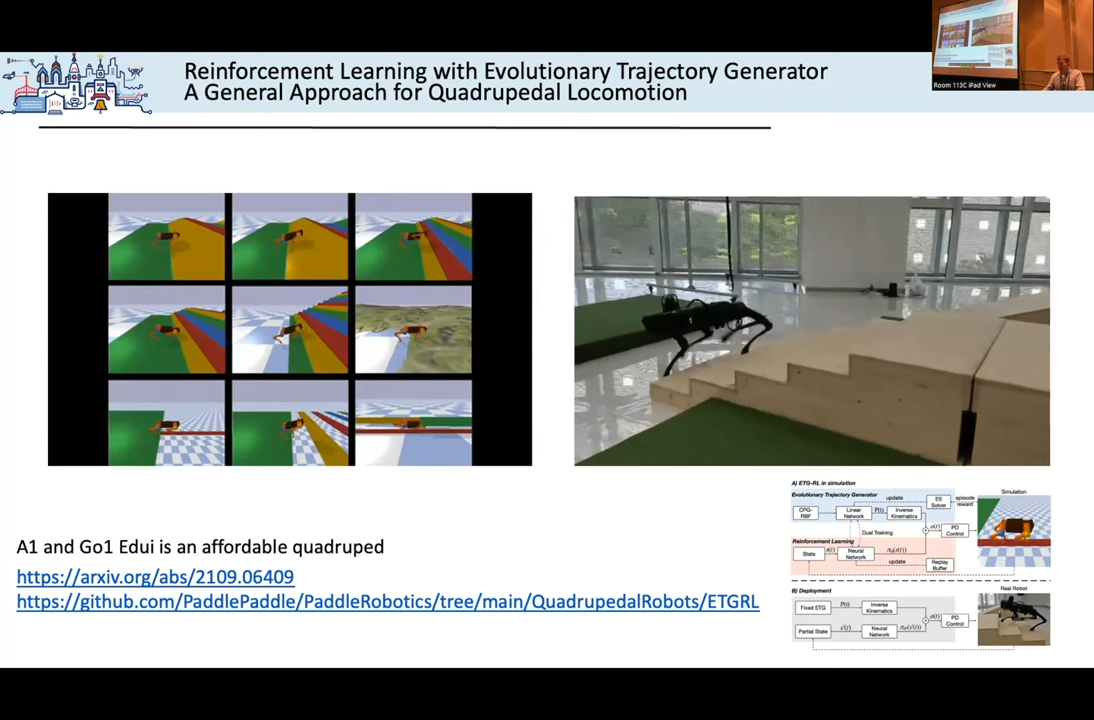 Reinforcement Learning with Evolutionary Trajectory Generator
A General Approach for Quadrupedal Locomotion
Room 113C iPad View
A1 and Go1 Edui is an affordable quadruped
https://arxiv.org/abs/2109.06409
https://github.com/PaddlePaddle/PaddleRobotics/tree/main/QuadrupedalRobots/ETGRL
A) ETG-RL in simulation
Evolutionary Trajectory Generator
update
ES Solver
episode reward
Simulation
CPG-RBF
Linear Network
P(t)
Inverse Kinematics
a(t)
PD Control
Dual Training
Reinforcement Learning
State
s(t)
Neural Network
update
Replay Buffer
B) Deployment
Real Robot
Fixed ETG
P(t)
Inverse Kinematics
a(t)
PD Control
Partial State
s'(t)
Neural Network